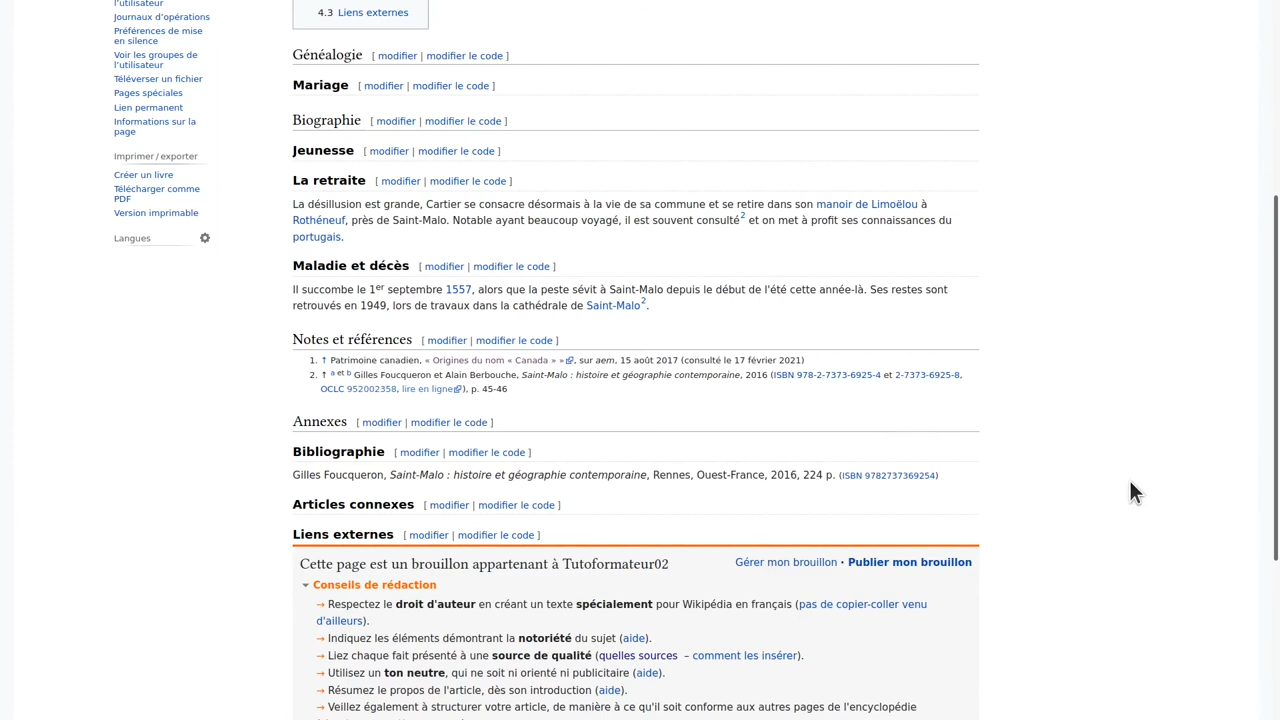 l’utilisateur
Journaux d’opérations
Préférences de mise
en silence
Voir les groupes de
l’utilisateur
Téléverser un fichier
Pages spéciales
Lien permanent
Informations sur la
page
Imprimer / exporter
Créer un livre
Télécharger comme
PDF
Version imprimable
Langues
4.3 Liens externes
Généalogie [ modifier | modifier le code ]
Mariage [ modifier | modifier le code ]
Biographie [ modifier | modifier le code ]
Jeunesse [ modifier | modifier le code ]
La retraite [ modifier | modifier le code ]
La désillusion est grande, Cartier se consacre désormais à la vie de sa commune et se retire dans son manoir de Limoëlou à
Rothéneuf, près de Saint-Malo. Notable ayant beaucoup voyagé, il est souvent consulté2 et on met à profit ses connaissances du
portugais.
Maladie et décès [ modifier | modifier le code ]
Il succombe le 1er septembre 1557, alors que la peste sévit à Saint-Malo depuis le début de l'été cette année-là. Ses restes sont
retrouvés en 1949, lors de travaux dans la cathédrale de Saint-Malo2.
Notes et références [ modifier | modifier le code ]
1. ↑ Patrimoine canadien, « Origines du nom « Canada » », sur aem, 15 août 2017 (consulté le 17 février 2021)
2. ↑ a et b Gilles Foucqueron et Alain Berbouche, Saint-Malo : histoire et géographie contemporaine, 2016 (ISBN 978-2-7373-6925-4 et 2-7373-6925-8,
OCLC 952002358, lire en ligne), p. 45-46
Annexes [ modifier | modifier le code ]
Bibliographie [ modifier | modifier le code ]
Gilles Foucqueron, Saint-Malo : histoire et géographie contemporaine, Rennes, Ouest-France, 2016, 224 p. (ISBN 9782737369254)
Articles connexes [ modifier | modifier le code ]
Liens externes [ modifier | modifier le code ]
Cette page est un brouillon appartenant à Tutoformateur02 Gérer mon brouillon • Publier mon brouillon
Conseils de rédaction
→ Respectez le droit d'auteur en créant un texte spécialement pour Wikipédia en français (pas de copier-coller venu
d'ailleurs).
→ Indiquez les éléments démontrant la notoriété du sujet (aide).
→ Liez chaque fait présenté à une source de qualité (quelles sources – comment les insérer).
→ Utilisez un ton neutre, qui ne soit ni orienté ni publicitaire (aide).
→ Résumez le propos de l'article, dès son introduction (aide).
→ Veillez également à structurer votre article, de manière à ce qu'il soit conforme aux autres pages de l'encyclopédie